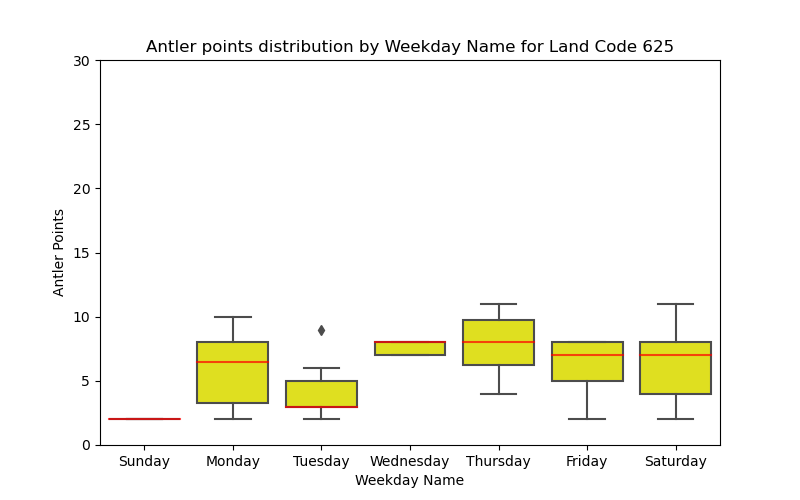 Antler points distribution by Weekday Name for Land Code 625
Antler Points
30
25
20
15
10
5
0
Sunday Monday Tuesday Wednesday Thursday Friday Saturday
Weekday Name